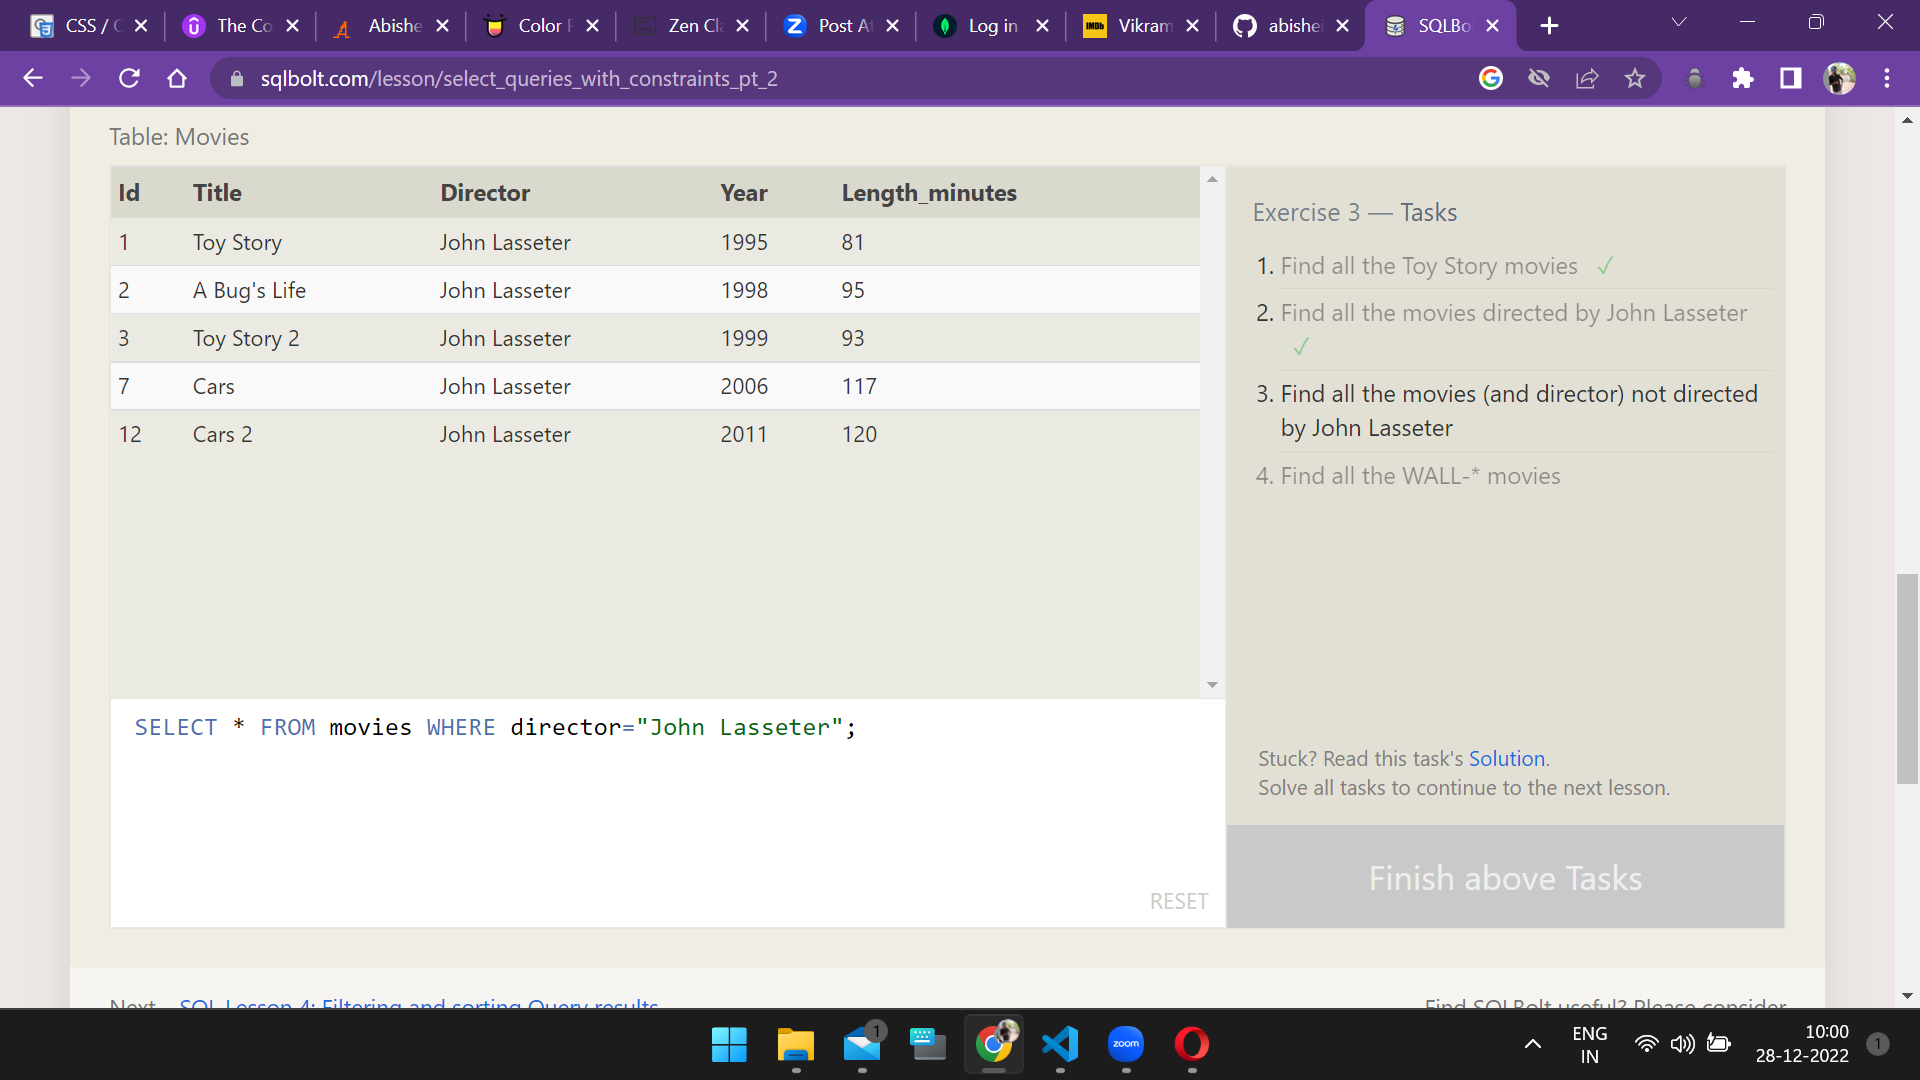 CSS / C
The Co
Abishe
Color F
Zen Cl
Post A
Log in
IMDb Vikram
abishei
SQLBo
sqlbolt.com/lesson/select_queries_with_constraints_pt_2
Table: Movies
Id Title Director Year Length_minutes
1 Toy Story John Lasseter 1995 81
2 A Bug's Life John Lasseter 1998 95
3 Toy Story 2 John Lasseter 1999 93
7 Cars John Lasseter 2006 117
12 Cars 2 John Lasseter 2011 120
SELECT * FROM movies WHERE director="John Lasseter";
RESET
Exercise 3 — Tasks
1. Find all the Toy Story movies ✓
2. Find all the movies directed by John Lasseter
✓
3. Find all the movies (and director) not directed
by John Lasseter
4. Find all the WALL-* movies
Stuck? Read this task's Solution.
Solve all tasks to continue to the next lesson.
Finish above Tasks
Next – SQL Lesson 4: Filtering and sorting Query results
Find SQLBolt useful? Please consider
1
zoom
ENG
IN
10:00
28-12-2022
1